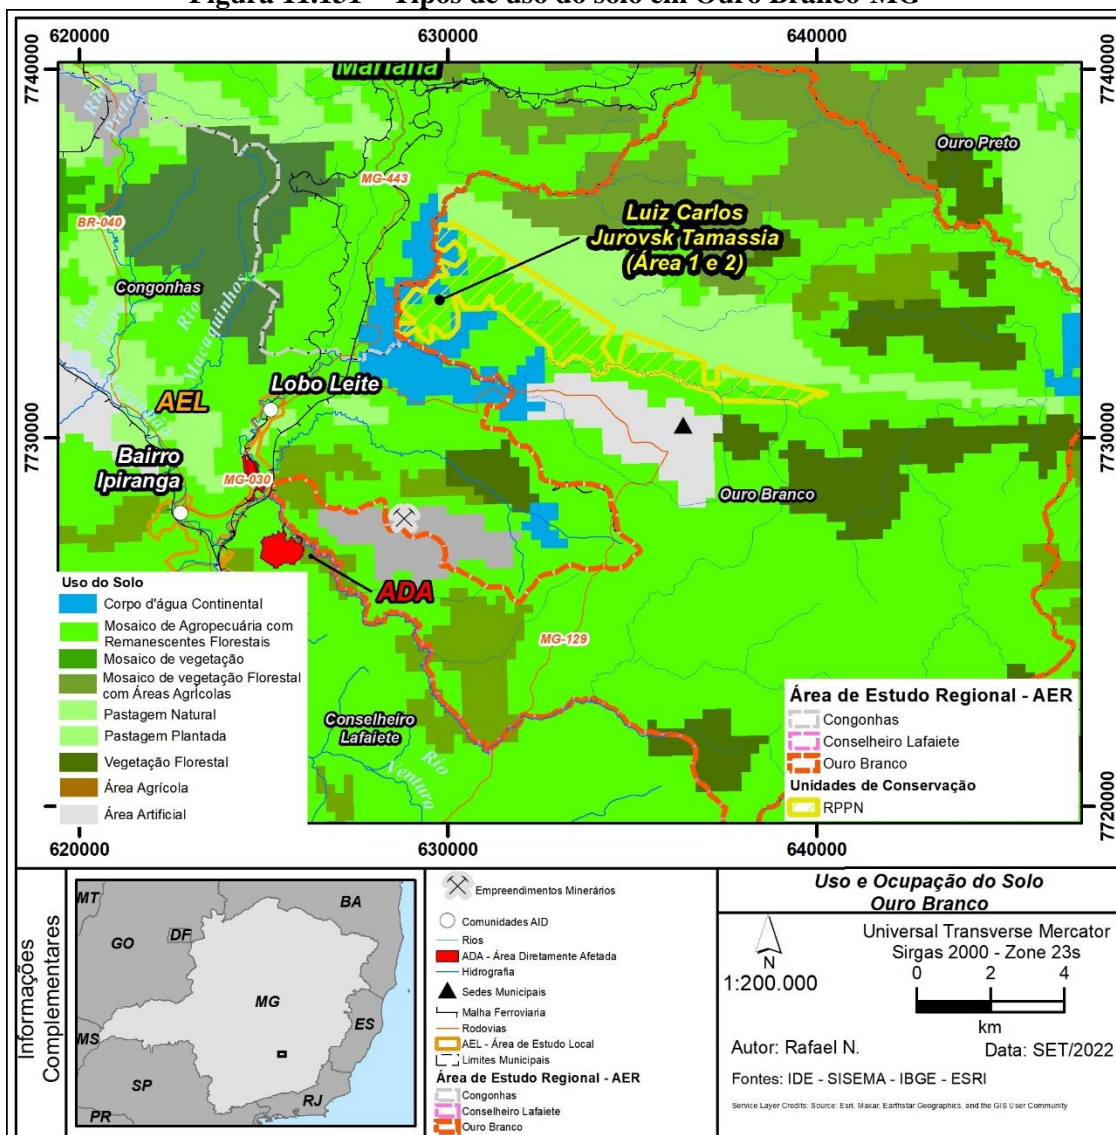 Figura 11.151 – Tipos de uso do solo em Ouro Branco-MG
620000
630000
640000
7740000
7740000
Mariana
Rio Preto
Ouro Preto
MG-443
BR-040
Luiz Carlos
Jurovsk Tamassia
(Área 1 e 2)
Congonhas
Rio Macaquinhos
Rio
Lobo Leite
AEL
7730000
7730000
Bairro
Ipiranga
MG-030
Ouro Branco
ADA
MG-129
Conselheiro
Lafaiete
Rio Ventura
Uso do Solo
Corpo d'água Continental
Mosaico de Agropecuária com
Remanescentes Florestais
Mosaico de vegetação
Mosaico de vegetação Florestal
com Áreas Agrícolas
Pastagem Natural
Pastagem Plantada
Vegetação Florestal
Área Agrícola
Área Artificial
Área de Estudo Regional - AER
Congonhas
Conselheiro Lafaiete
Ouro Branco
Unidades de Conservação
RPPN
7720000
620000
630000
640000
Informações
Complementares
MT
BA
GO
DF
MG
ES
MS
SP
RJ
PR
Empreendimentos Minerários
Comunidades AID
Rios
ADA - Área Diretamente Afetada
Hidrografia
Sedes Municipais
Malha Ferroviaria
Rodovias
AEL - Área de Estudo Local
Limites Municipais
Área de Estudo Regional - AER
Congonhas
Conselheiro Lafaiete
Ouro Branco
Uso e Ocupação do Solo
Ouro Branco
N
1:200.000
Universal Transverse Mercator
Sirgas 2000 - Zone 23s
0 2 4
km
Autor: Rafael N.
Data: SET/2022
Fontes: IDE - SISEMA - IBGE - ESRI
Service Layer Credits: Source: Esri, Maxar, Earthstar Geographics, and the GIS User Community